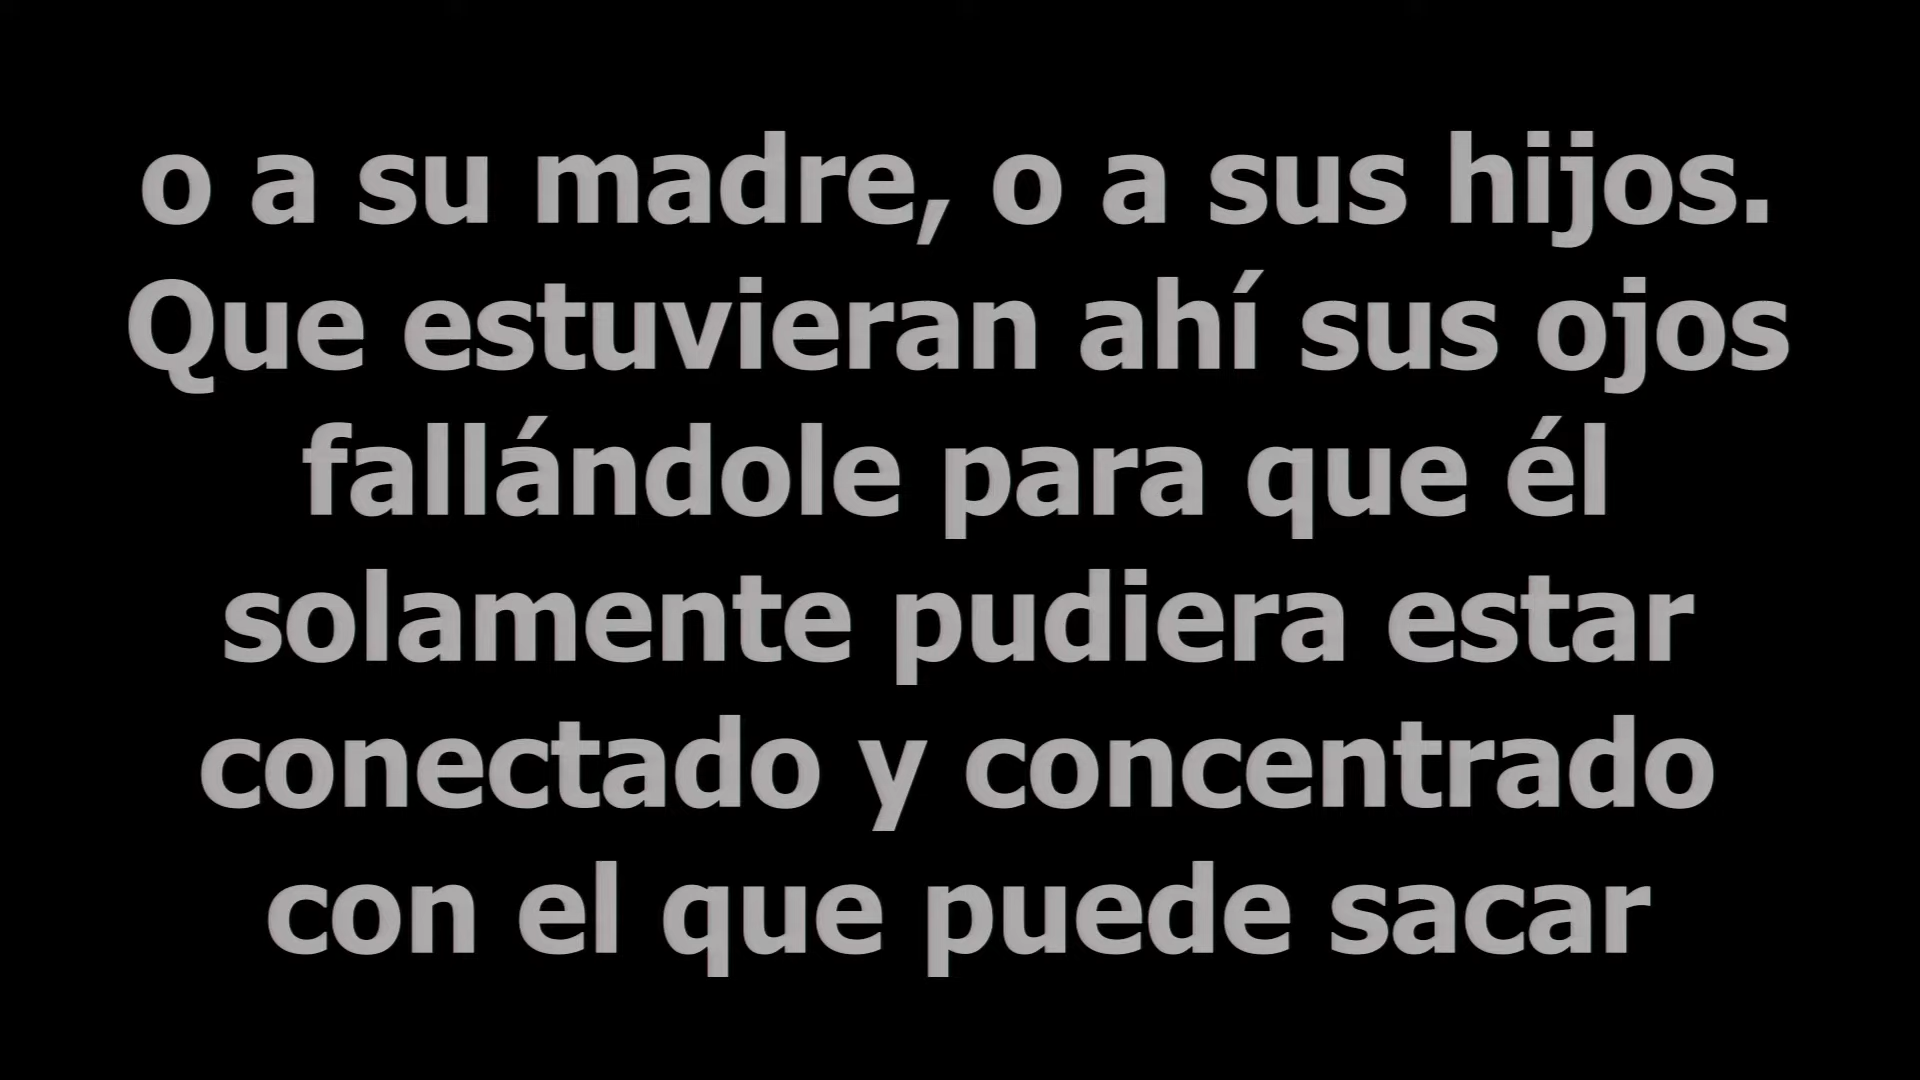 o a su madre, o a sus hijos.
Que estuvieran ahí sus ojos
fallándole para que él
solamente pudiera estar
conectado y concentrado
con el que puede sacar